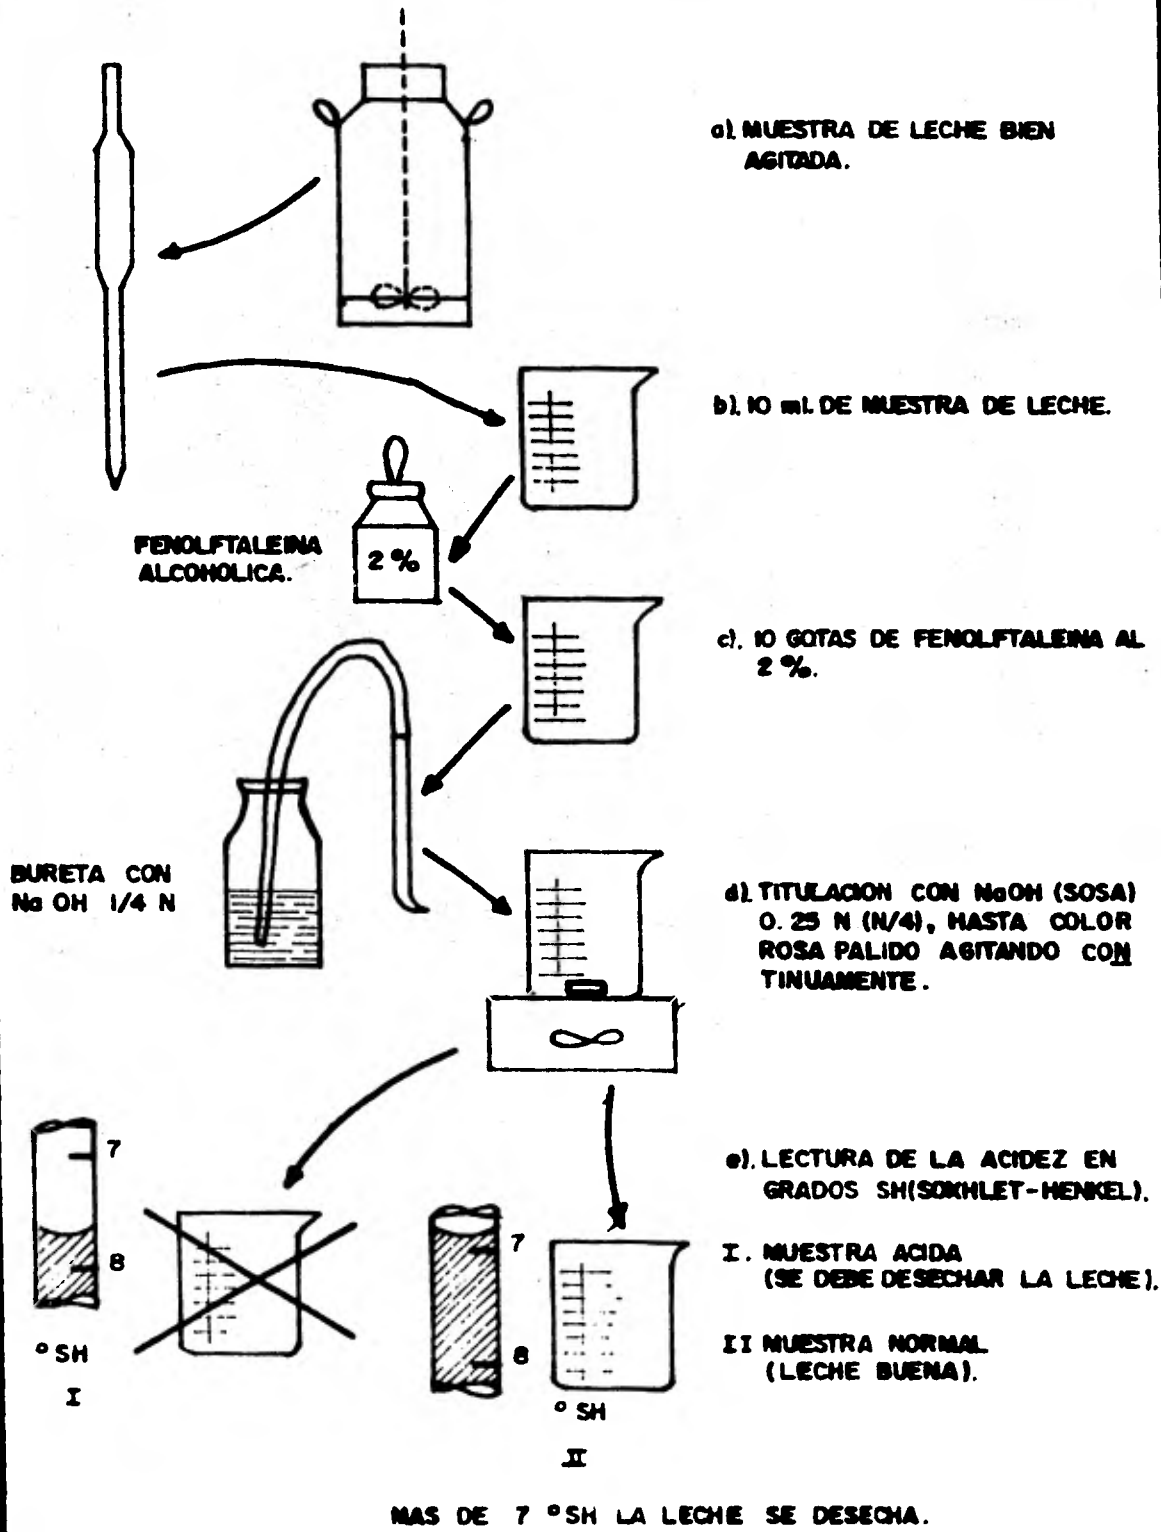 a). MUESTRA DE LECHE BIEN
AGITADA.
b). 10 ml. DE MUESTRA DE LECHE.
FENOLFTALEINA
ALCOHOLICA.
2 %
c). 10 GOTAS DE FENOLFTALEINA AL
2 %.
BURETA CON
Na OH 1/4 N
d). TITULACION CON NaOH (SOSA)
0.25 N (N/4), HASTA COLOR
ROSA PALIDO AGITANDO CON
TINUAMENTE.
e). LECTURA DE LA ACIDEZ EN
GRADOS SH(SOKHLET-HENKEL).
I. MUESTRA ACIDA
(SE DEBE DESECHAR LA LECHE).
II MUESTRA NORMAL
(LECHE BUENA).
7
8
° SH
I
7
8
° SH
II
MAS DE 7 °SH LA LECHE SE DESECHA.